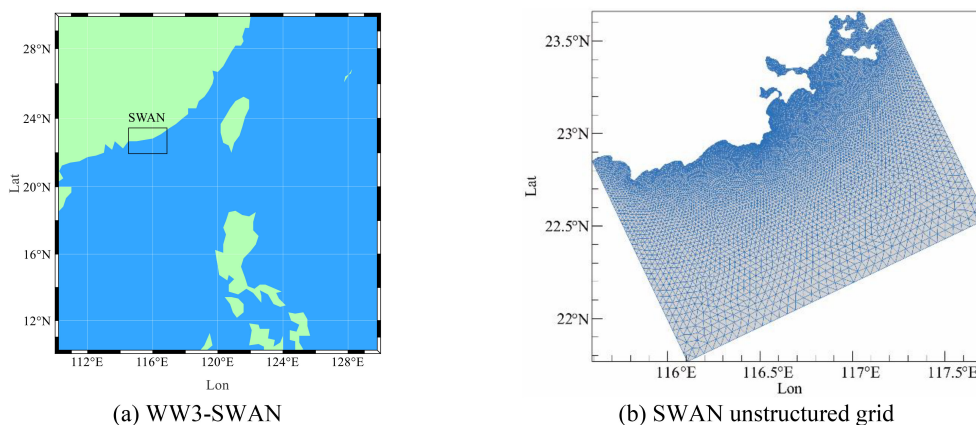 28°N
24°N
20°N
16°N
12°N
Lat
SWAN
112°E 116°E 120°E 124°E 128°E
Lon
(a) WW3-SWAN
23.5°N
23°N
22.5°N
22°N
Lat
116°E 116.5°E 117°E 117.5°E
Lon
(b) SWAN unstructured grid